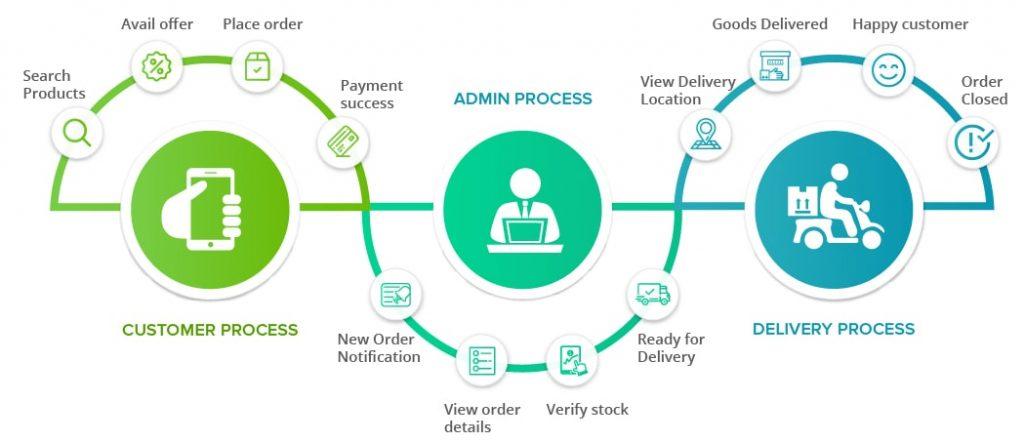 Avail offer
Place order
Search
Products
Payment
success
CUSTOMER PROCESS
ADMIN PROCESS
New Order
Notification
View order
details
Verify stock
Ready for
Delivery
View Delivery
Location
Goods Delivered
Happy customer
Order
Closed
DELIVERY PROCESS